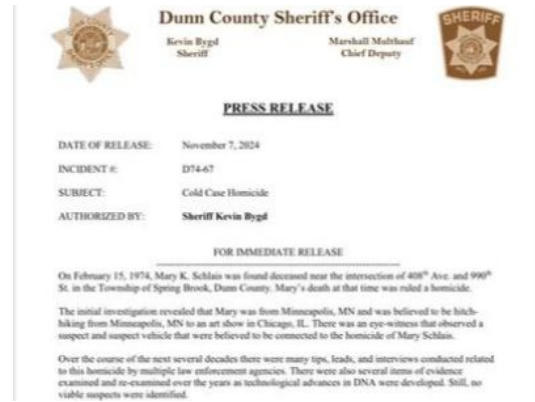 Dunn County Sheriff's Office
Kevin Bygd
Sheriff
Marshall Multhauf
Chief Deputy
SHERIFF
PRESS RELEASE
DATE OF RELEASE: November 7, 2024
INCIDENT #: D74-67
SUBJECT: Cold Case Homicide
AUTHORIZED BY: Sheriff Kevin Bygd
FOR IMMEDIATE RELEASE
On February 15, 1974, Mary K. Schlais was found deceased near the intersection of 408th Ave. and 990th
St. in the Township of Spring Brook, Dunn County. Mary's death at that time was ruled a homicide.
The initial investigation revealed that Mary was from Minneapolis, MN and was believed to be hitch-
hiking from Minneapolis, MN to an art show in Chicago, IL. There was an eye-witness that observed a
suspect and suspect vehicle that were believed to be connected to the homicide of Mary Schlais.
Over the course of the next several decades there were many tips, leads, and interviews conducted related
to this homicide by multiple law enforcement agencies. There were also several items of evidence
examined and re-examined over the years as technological advances in DNA were developed. Still, no
viable suspects were identified.